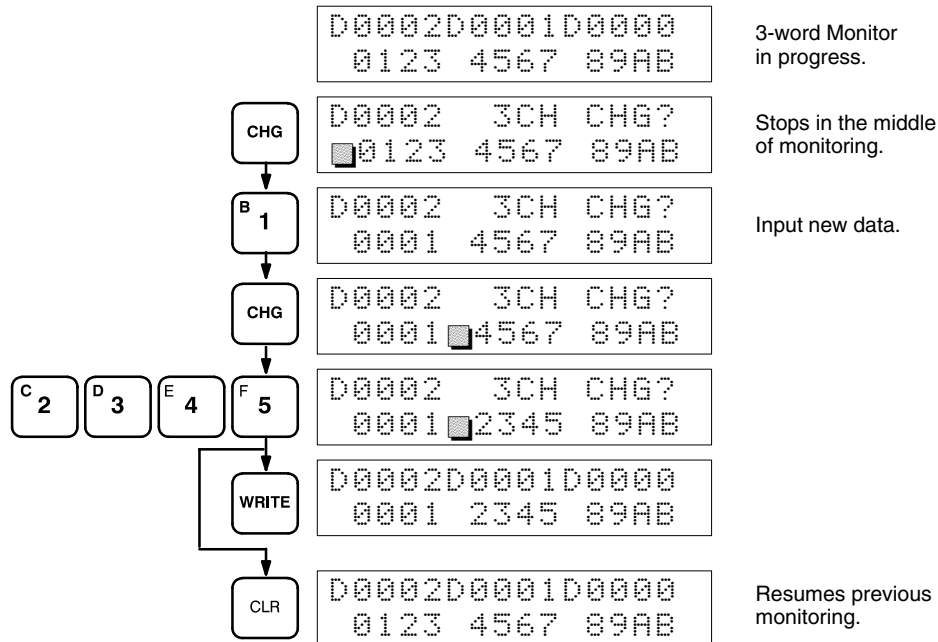 D0002D0001D0000
0123 4567 89AB
3-word Monitor
in progress.
CHG
D0002 3CH CHG?
0123 4567 89AB
Stops in the middle
of monitoring.
B 1
D0002 3CH CHG?
0001 4567 89AB
Input new data.
CHG
D0002 3CH CHG?
0001 4567 89AB
C 2 D 3 E 4 F 5
D0002 3CH CHG?
0001 2345 89AB
WRITE
D0002D0001D0000
0001 2345 89AB
CLR
D0002D0001D0000
0123 4567 89AB
Resumes previous
monitoring.